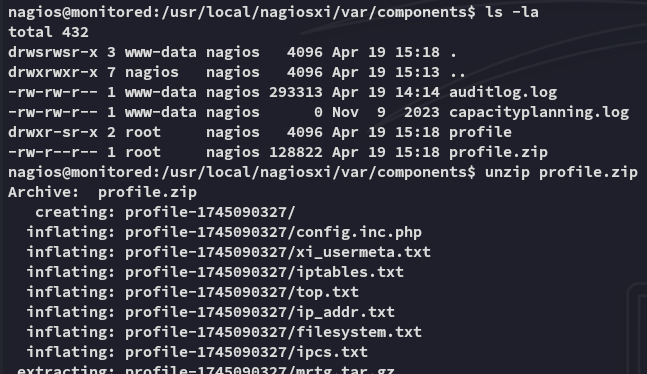 nagios@monitored:/usr/local/nagiosxi/var/components$ ls -la
total 432
drwsrwsr-x 3 www-data nagios   4096 Apr 19 15:18 .
drwxrwxr-x 7 nagios   nagios   4096 Apr 19 15:13 ..
-rw-rw-r-- 1 www-data nagios 293313 Apr 19 14:14 auditlog.log
-rw-rw-r-- 1 www-data nagios      0 Nov  9  2023 capacityplanning.log
drwxr-sr-x 2 root     nagios   4096 Apr 19 15:18 profile
-rw-r--r-- 1 root     nagios 128822 Apr 19 15:18 profile.zip
nagios@monitored:/usr/local/nagiosxi/var/components$ unzip profile.zip
Archive:  profile.zip
   creating: profile-1745090327/
  inflating: profile-1745090327/config.inc.php
  inflating: profile-1745090327/xi_usermeta.txt
  inflating: profile-1745090327/iptables.txt
  inflating: profile-1745090327/top.txt
  inflating: profile-1745090327/ip_addr.txt
  inflating: profile-1745090327/filesystem.txt
  inflating: profile-1745090327/ipcs.txt
 extracting: profile-1745090327/mrtg.tar.gz